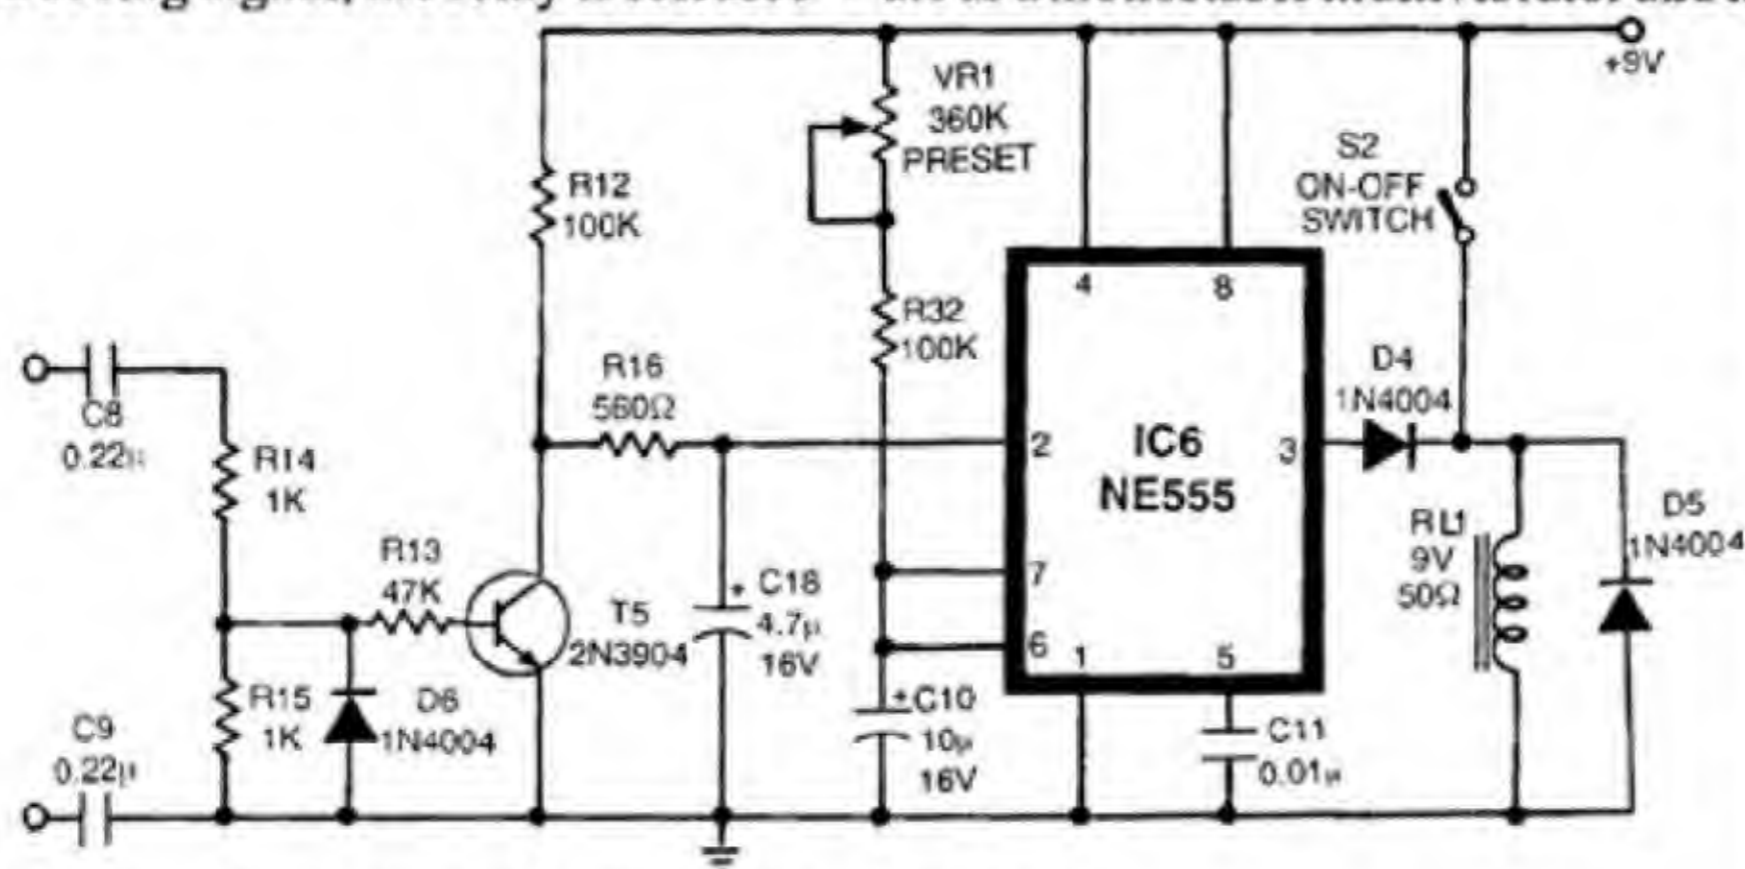 +9V
VR1
360K
PRESET
S2
ON-OFF
SWITCH
R12
100K
4
8
R32
100K
D4
1N4004
R16
560Ω
C8
0.22µ
R14
1K
2
IC6
NE555
3
R13
47K
RL1
9V
50Ω
D5
1N4004
T5
2N3904
+
C18
4.7µ
16V
7
6
1
5
R15
1K
D6
1N4004
C9
0.22µ
+
C10
10µ
16V
C11
0.01µ